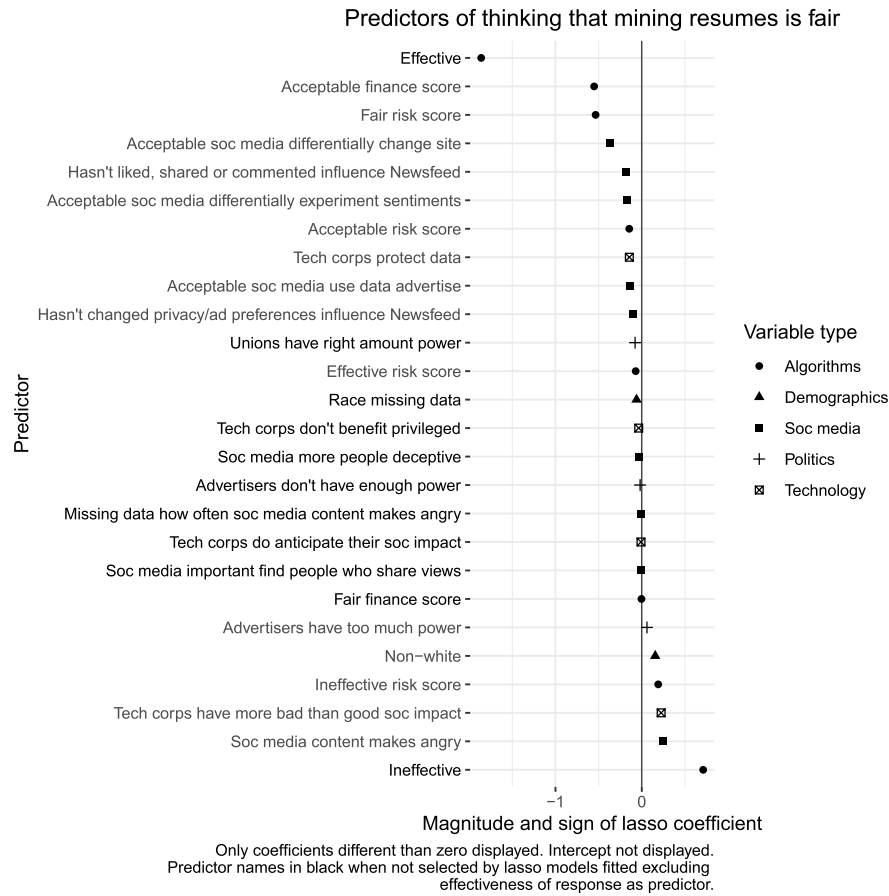 Predictors of thinking that mining resumes is fair
Effective
Acceptable finance score
Fair risk score
Acceptable soc media differentially change site
Hasn't liked, shared or commented influence Newsfeed
Acceptable soc media differentially experiment sentiments
Acceptable risk score
Tech corps protect data
Acceptable soc media use data advertise
Hasn't changed privacy/ad preferences influence Newsfeed
Unions have right amount power
Effective risk score
Race missing data
Tech corps don't benefit privileged
Soc media more people deceptive
Advertisers don't have enough power
Missing data how often soc media content makes angry
Tech corps do anticipate their soc impact
Soc media important find people who share views
Fair finance score
Advertisers have too much power
Non−white
Ineffective risk score
Tech corps have more bad than good soc impact
Soc media content makes angry
Ineffective
Predictor
−1
0
Magnitude and sign of lasso coefficient
Variable type
Algorithms
Demographics
Soc media
Politics
Technology
Only coefficients different than zero displayed. Intercept not displayed.
Predictor names in black when not selected by lasso models fitted excluding
effectiveness of response as predictor.